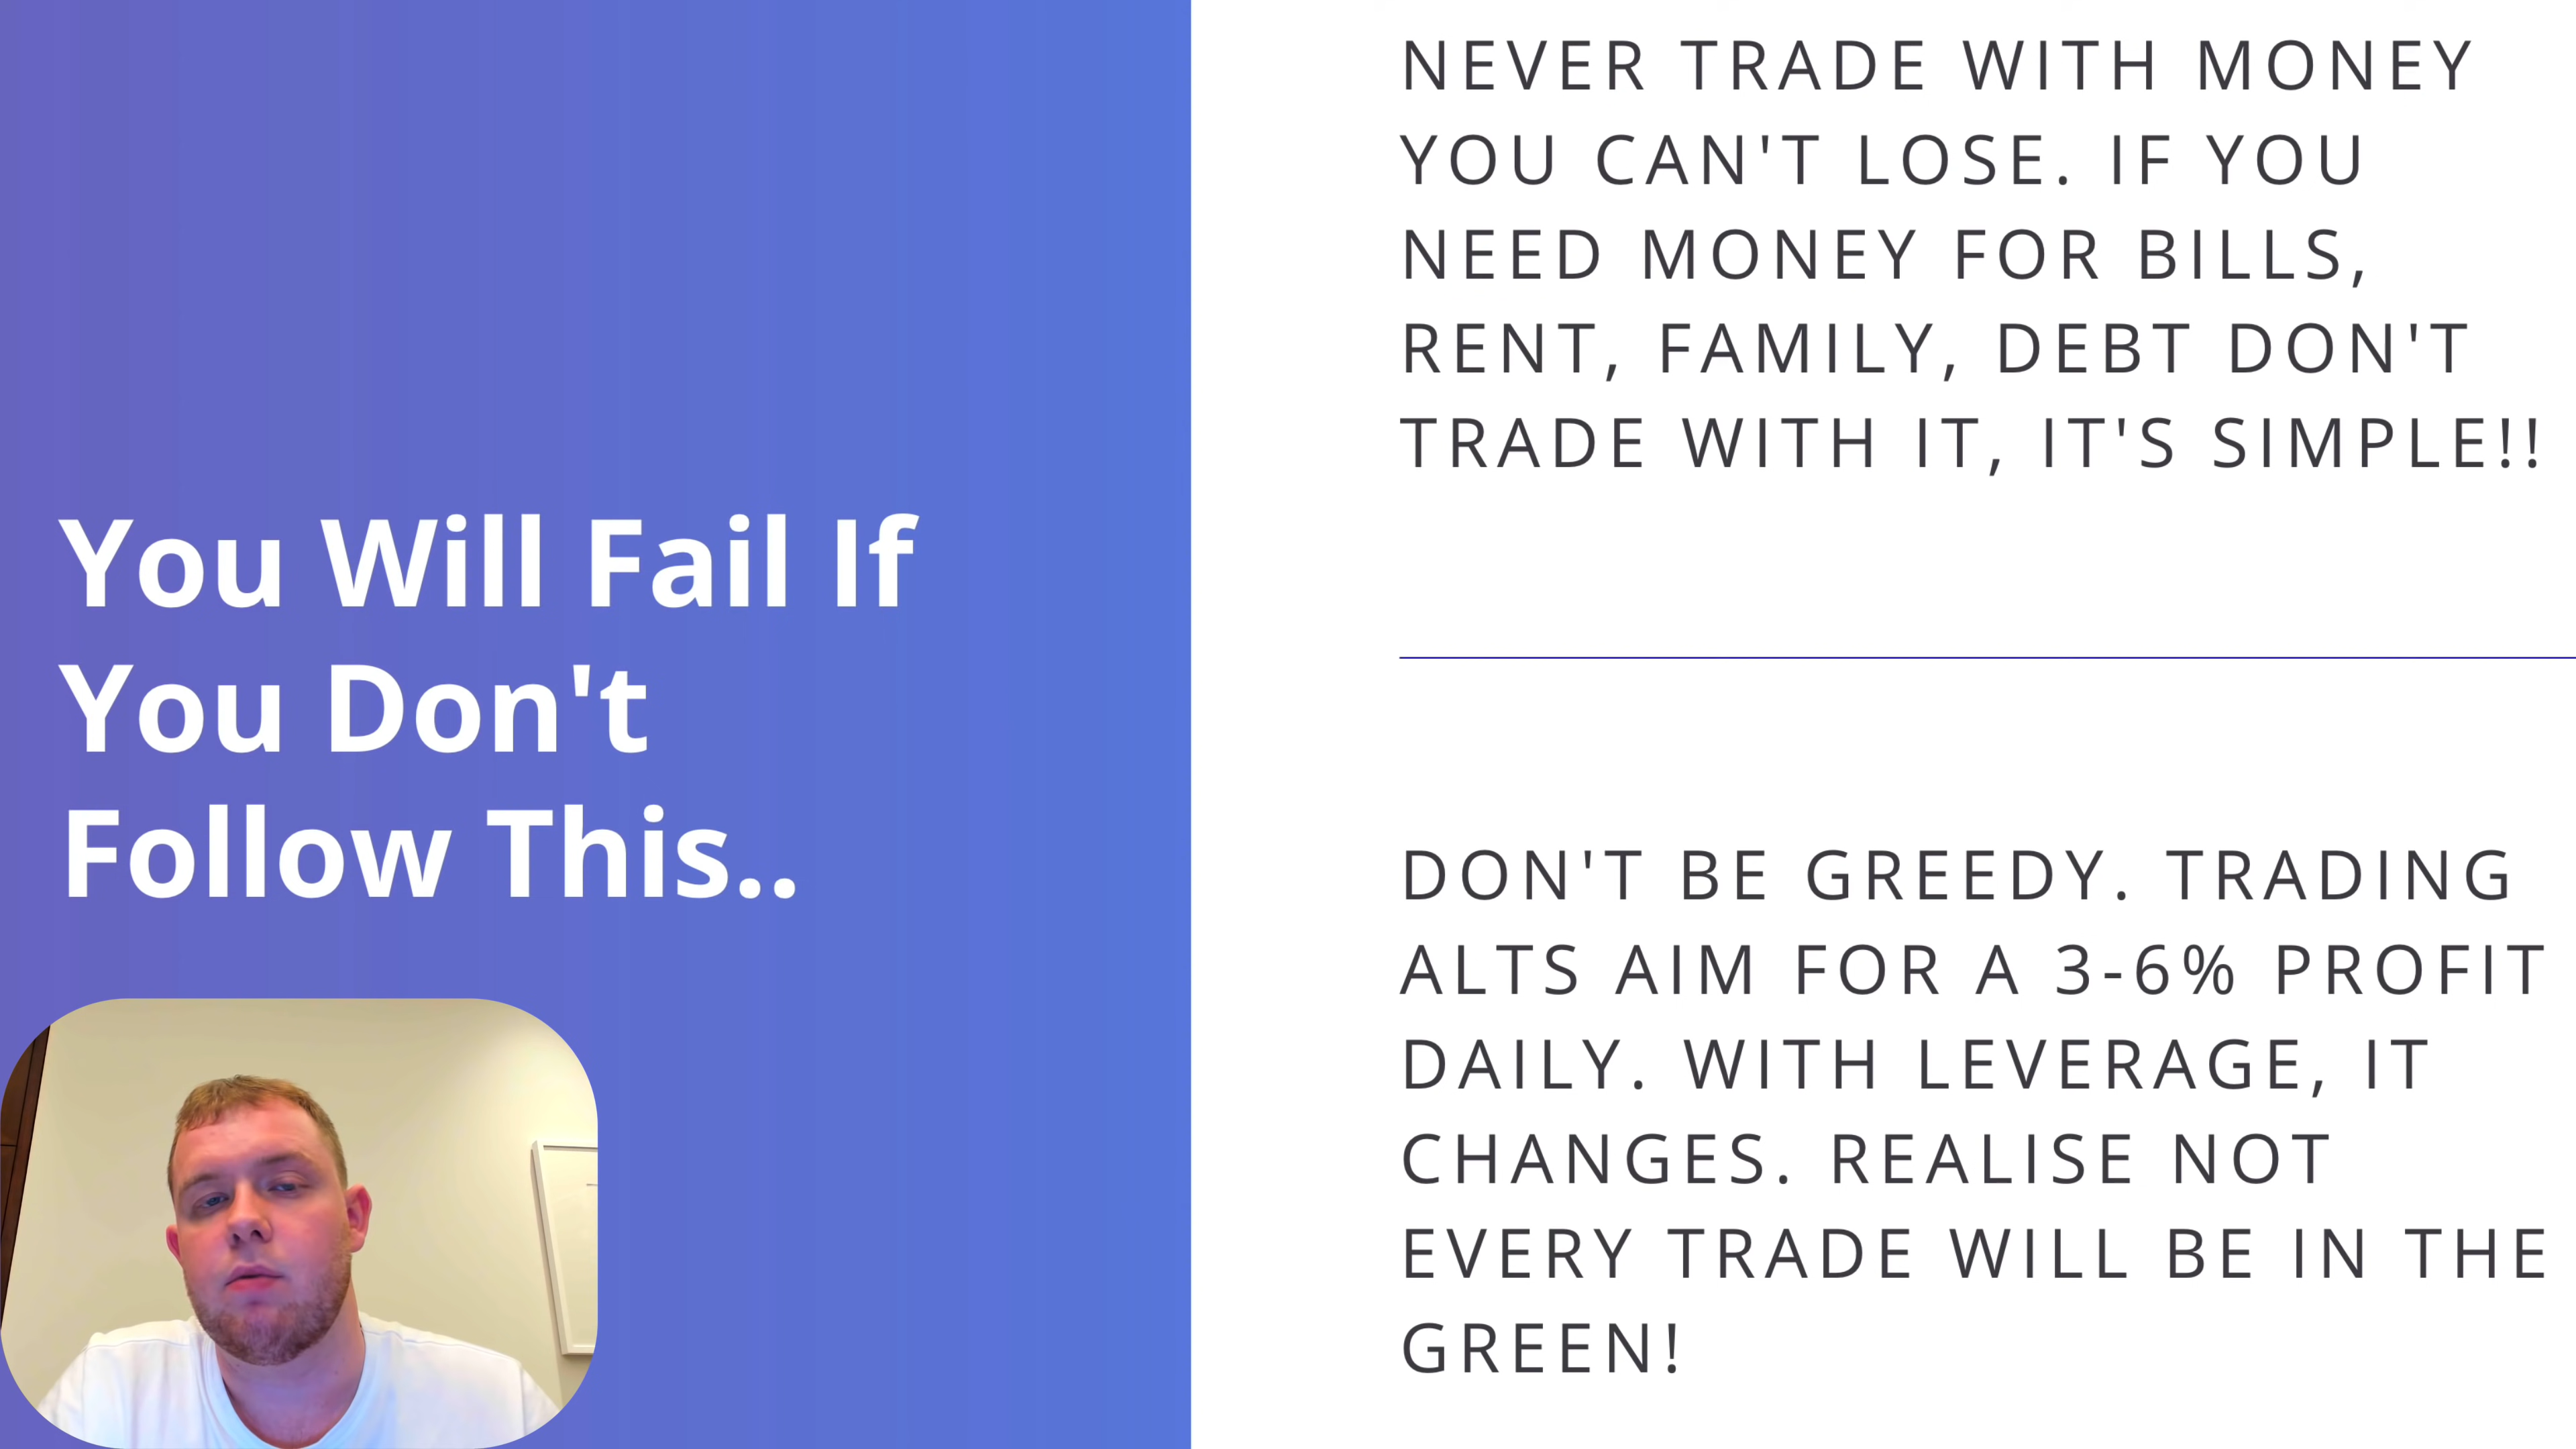 You Will Fail If
You Don't
Follow This..
NEVER TRADE WITH MONEY
YOU CAN'T LOSE. IF YOU
NEED MONEY FOR BILLS,
RENT, FAMILY, DEBT DON'T
TRADE WITH IT, IT'S SIMPLE!!
DON'T BE GREEDY. TRADING
ALTS AIM FOR A 3-6% PROFIT
DAILY. WITH LEVERAGE, IT
CHANGES. REALISE NOT
EVERY TRADE WILL BE IN THE
GREEN!